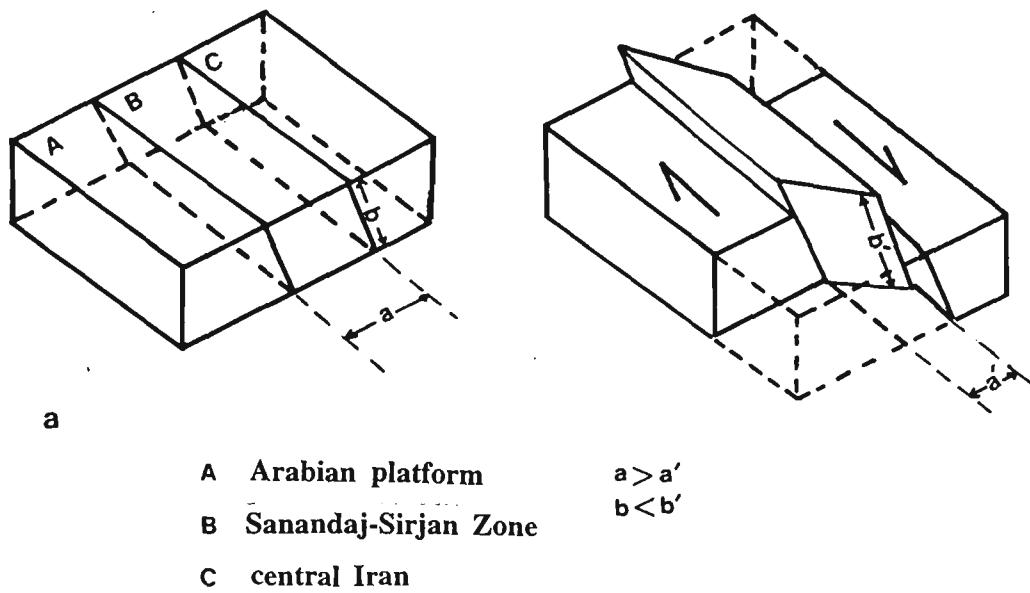 A
B
C
b
a
b'
a'
a
A Arabian platform
a > a'
B Sanandaj-Sirjan Zone
b < b'
C central Iran